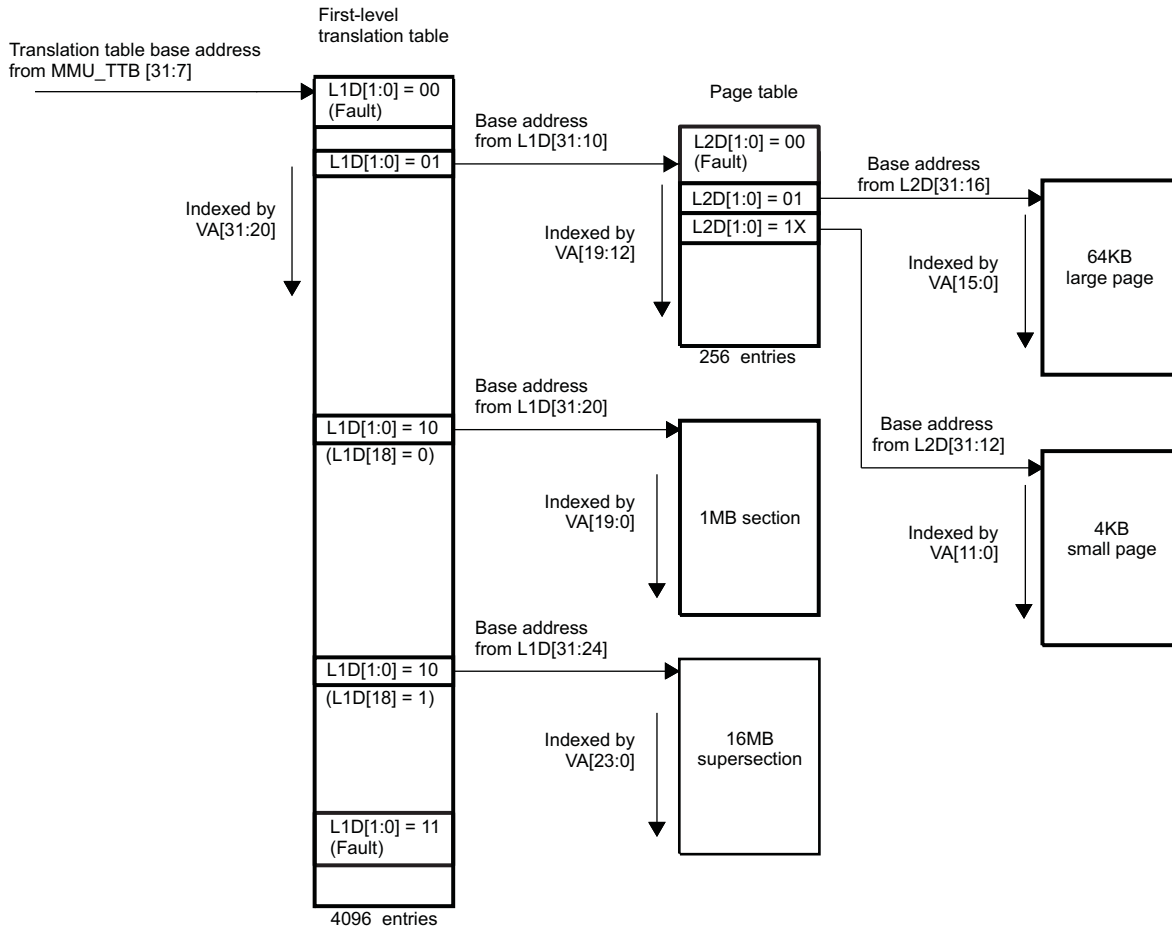 First-level
translation table
Translation table base address
from MMU_TTB [31:7]
L1D[1:0] = 00
(Fault)
Page table
Base address
from L1D[31:10]
L2D[1:0] = 00
(Fault)
L1D[1:0] = 01
Base address
from L2D[31:16]
L2D[1:0] = 01
L2D[1:0] = 1X
Indexed by
VA[31:20]
Indexed by
VA[19:12]
Indexed by
VA[15:0]
64KB
large page
256 entries
Base address
from L1D[31:20]
L1D[1:0] = 10
(L1D[18] = 0)
Base address
from L2D[31:12]
Indexed by
VA[19:0]
1MB section
Indexed by
VA[11:0]
4KB
small page
Base address
from L1D[31:24]
L1D[1:0] = 10
(L1D[18] = 1)
Indexed by
VA[23:0]
16MB
supersection
L1D[1:0] = 11
(Fault)
4096 entries